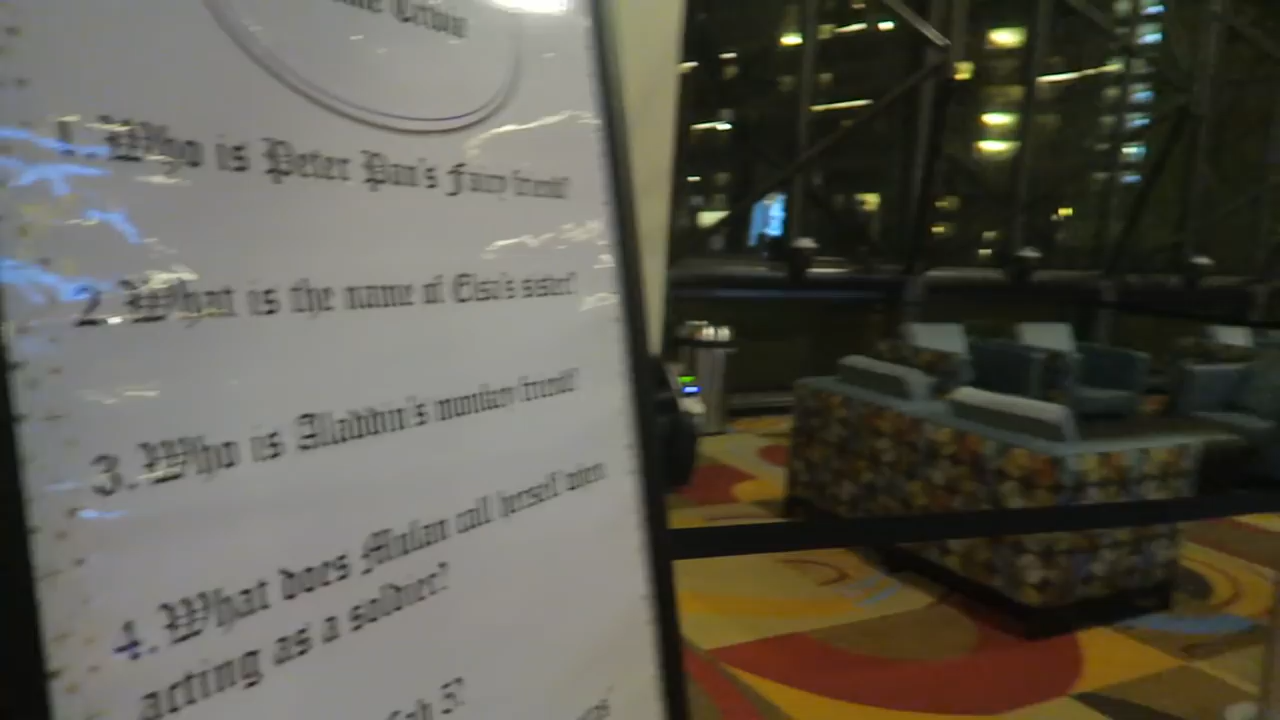 1. Who is Peter Pan's Fairy friend?
2. What is the name of Elsa's sister?
3. Who is Aladdin's monkey friend?
4. What does Mulan call herself when
acting as a soldier?
5?